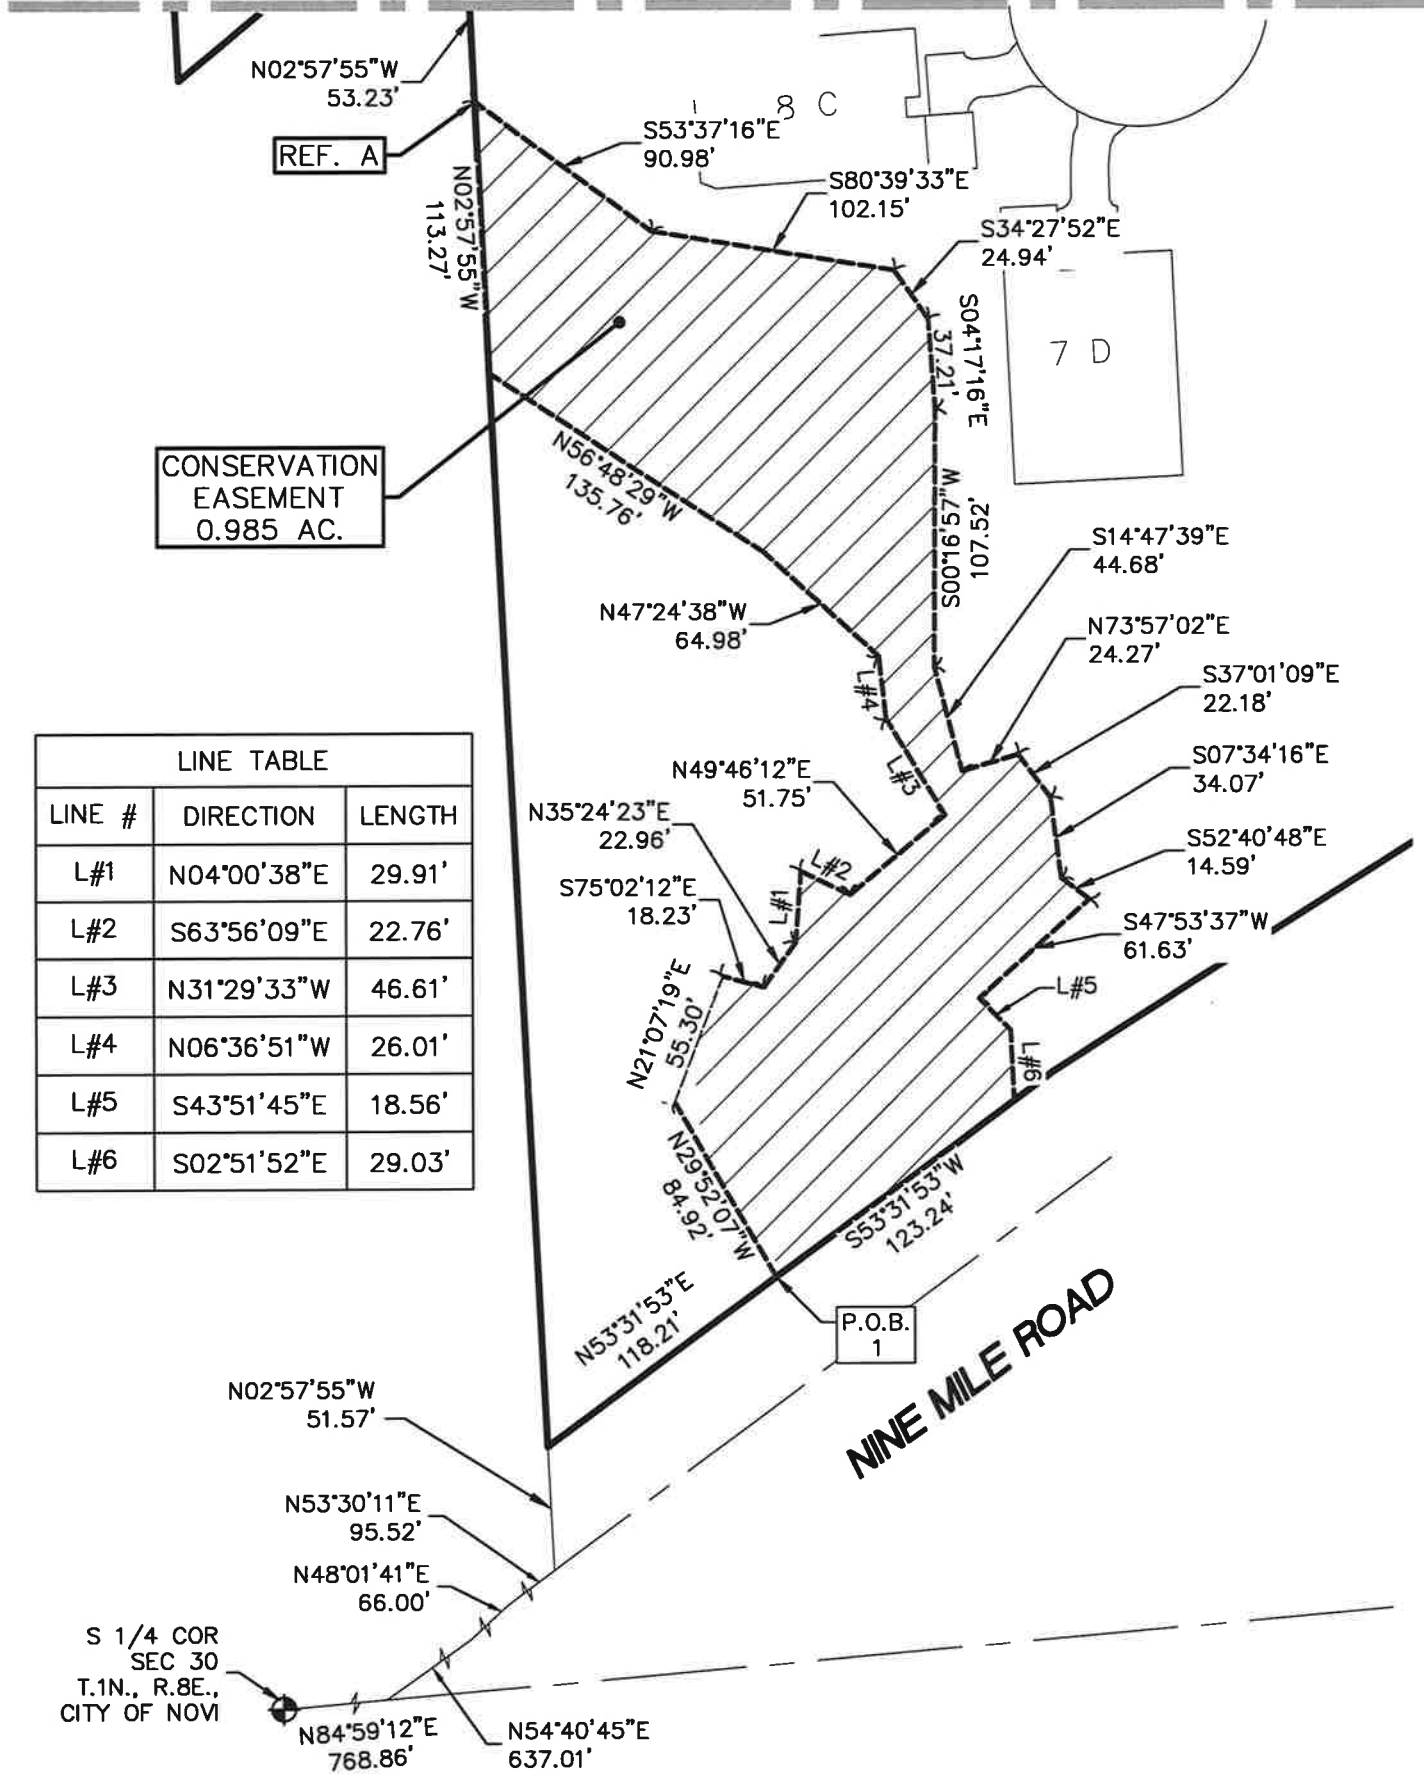 N02°57'55"W
53.23'
REF. A
8 C
S53°37'16"E
90.98'
S80°39'33"E
102.15'
S34°27'52"E
24.94'
N02°57'55"W
113.27'
S04°17'16"E
37.21'
7 D
CONSERVATION
EASEMENT
0.985 AC.
N56°48'29"W
135.76'
S00°16'57"W
107.52'
S14°47'39"E
44.68'
N47°24'38"W
64.98'
N73°57'02"E
24.27'
S37°01'09"E
22.18'
L#4
L#3
S07°34'16"E
34.07'
N49°46'12"E
51.75'
N35°24'23"E
22.96'
S52°40'48"E
14.59'
L#2
L#1
S75°02'12"E
18.23'
S47°53'37"W
61.63'
L#5
L#6
N21°07'19"E
55.30'
LINE TABLE
LINE # DIRECTION LENGTH
L#1 N04°00'38"E 29.91'
L#2 S63°56'09"E 22.76'
L#3 N31°29'33"W 46.61'
L#4 N06°36'51"W 26.01'
L#5 S43°51'45"E 18.56'
L#6 S02°51'52"E 29.03'
N29°52'07"W
84.92'
S53°31'53"W
123.24'
N53°31'53"E
118.21'
P.O.B.
1
NINE MILE ROAD
N02°57'55"W
51.57'
N53°30'11"E
95.52'
N48°01'41"E
66.00'
S 1/4 COR
SEC 30
T.1N., R.8E.,
CITY OF NOVI
N84°59'12"E
768.86'
N54°40'45"E
637.01'